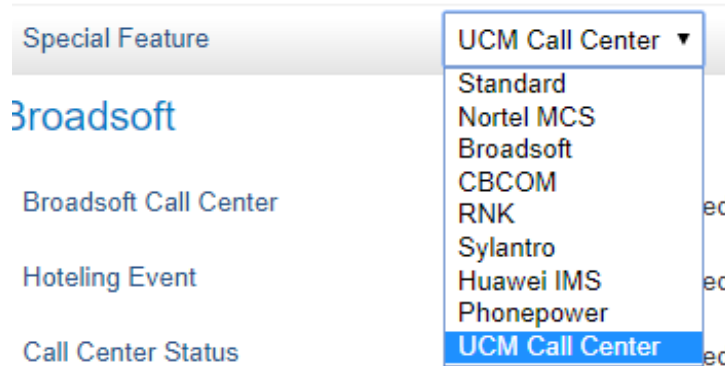 Special Feature
UCM Call Center ▼
Standard
Nortel MCS
Broadsoft
Broadsoft
CBCOM
Broadsoft Call Center
RNK
Sylantro
Hoteling Event
Huawei IMS
Phonepower
Call Center Status
UCM Call Center